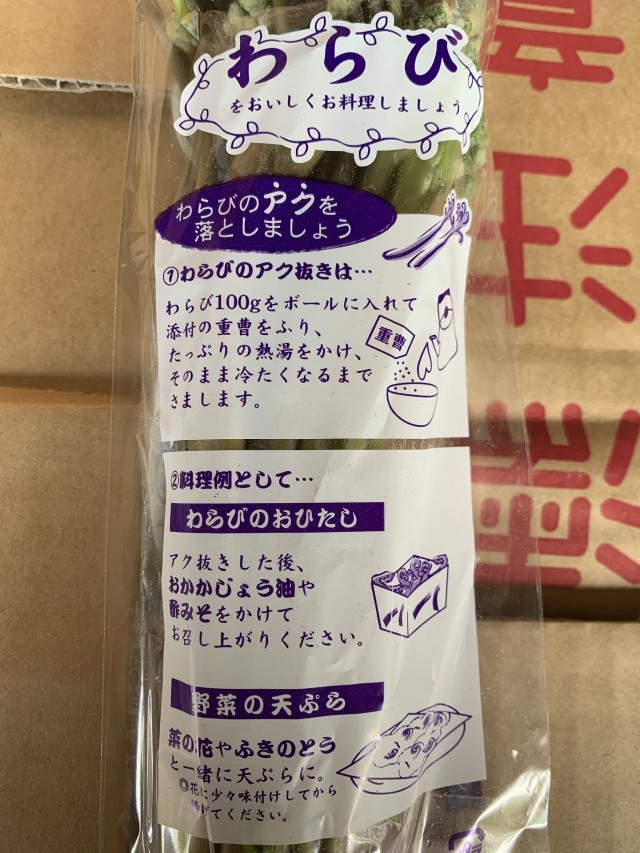 わらび
をおいしくお料理しましょう
わらびのアクを
落としましょう
①わらびのアク抜きは…
わらび100gをボールに入れて
添付の重曹をふり、
たっぷりの熱湯をかけ、
そのまま冷たくなるまで
さまします。
重曹
②料理例として…
わらびのおひたし
アク抜きした後、
おかかじょう油や
酢みそをかけて
お召し上がりください。
野菜の天ぷら
菜の花やふきのとう
と一緒に天ぷらに。
◎花に少々味付けしてから
げてください。